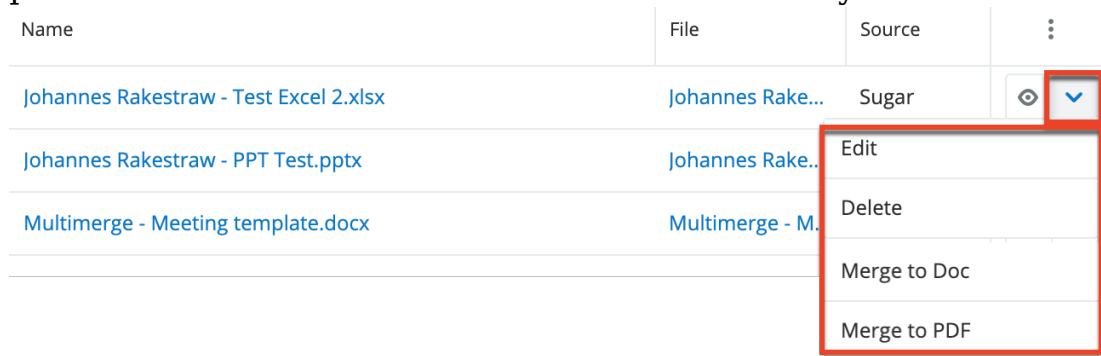 Name File Source
Johannes Rakestraw - Test Excel 2.xlsx Johannes Rake... Sugar
Edit
Johannes Rakestraw - PPT Test.pptx Johannes Rake..
Delete
Multimerge - Meeting template.docx Multimerge - M.
Merge to Doc
Merge to PDF